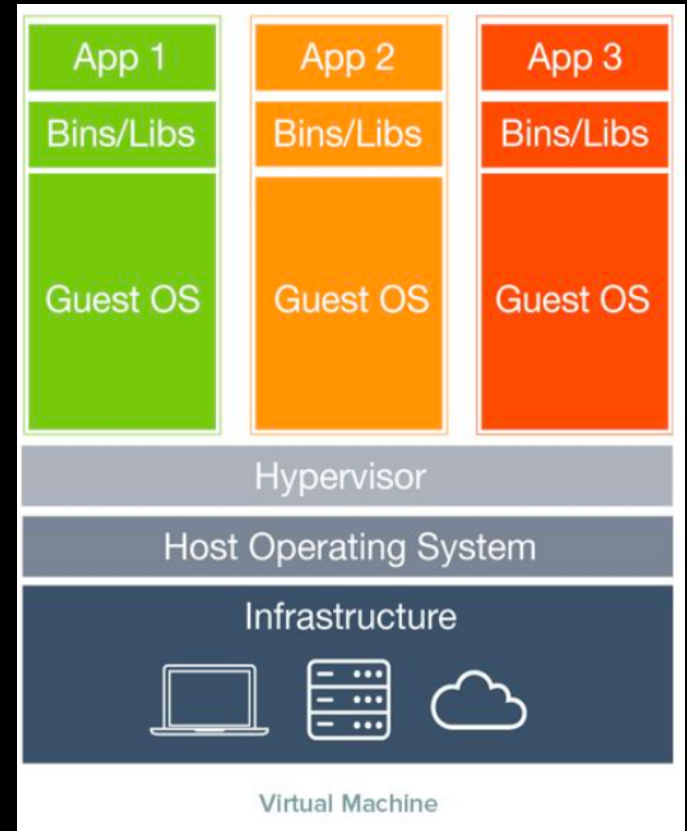 App 1
App 2
App 3
Bins/Libs
Bins/Libs
Bins/Libs
Guest OS
Guest OS
Guest OS
Hypervisor
Host Operating System
Infrastructure
Virtual Machine